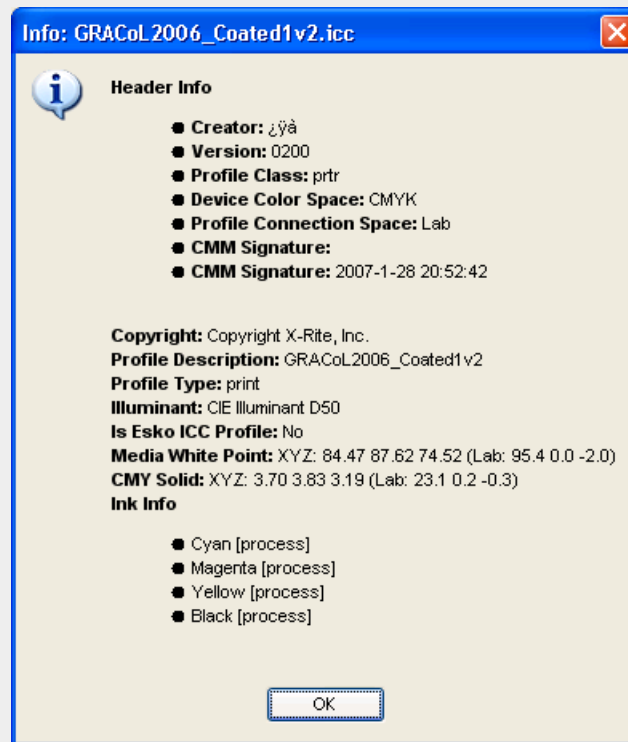 Info: GRACoL2006_Coated1v2.icc
Header Info
Creator: ¿ÿà
Version: 0200
Profile Class: prtr
Device Color Space: CMYK
Profile Connection Space: Lab
CMM Signature:
CMM Signature: 2007-1-28 20:52:42
Copyright: Copyright X-Rite, Inc.
Profile Description: GRACoL2006_Coated1v2
Profile Type: print
Illuminant: CIE Illuminant D50
Is Esko ICC Profile: No
Media White Point: XYZ: 84.47 87.62 74.52 (Lab: 95.4 0.0 -2.0)
CMY Solid: XYZ: 3.70 3.83 3.19 (Lab: 23.1 0.2 -0.3)
Ink Info
Cyan [process]
Magenta [process]
Yellow [process]
Black [process]
OK